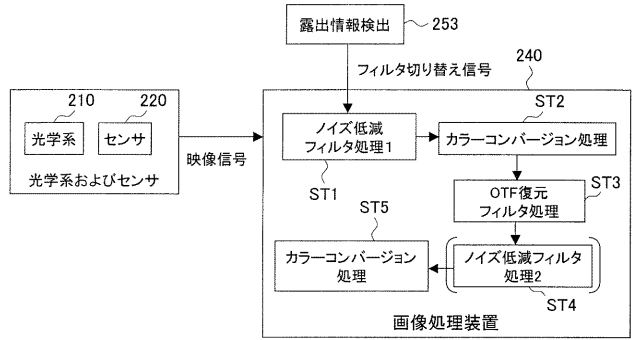 露出情報検出
253
フィルタ切り替え信号
240
210
220
光学系
センサ
光学系およびセンサ
映像信号
ノイズ低減
フィルタ処理1
ST1
ST2
カラーコンバージョン処理
OTF復元
フィルタ処理
ST3
ST5
カラーコンバージョン
処理
ノイズ低減フィルタ
処理2
ST4
画像処理装置